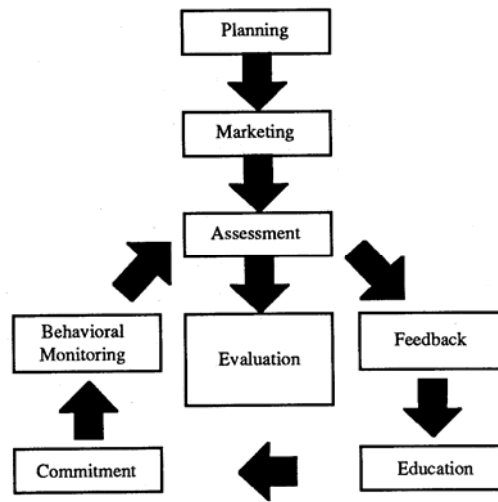 Planning
Marketing
Assessment
Behavioral
Monitoring
Evaluation
Feedback
Commitment
Education